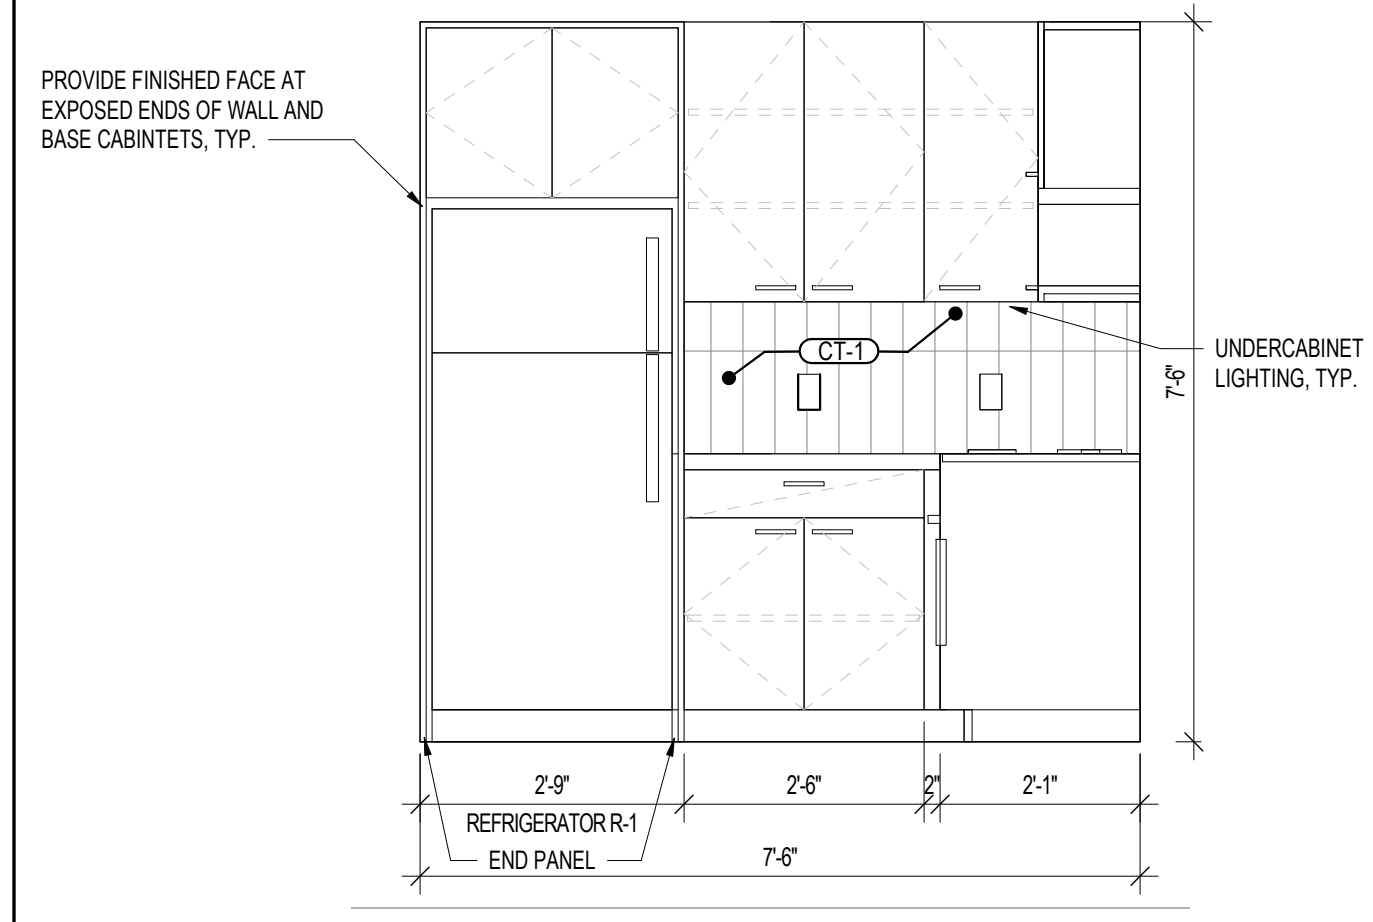 PROVIDE FINISHED FACE AT
EXPOSED ENDS OF WALL AND
BASE CABINTETS, TYP.
CT-1
UNDERCABINET
LIGHTING, TYP.
7'-6"
2'-9"
2'-6"
2"
2'-1"
REFRIGERATOR R-1
END PANEL
7'-6"